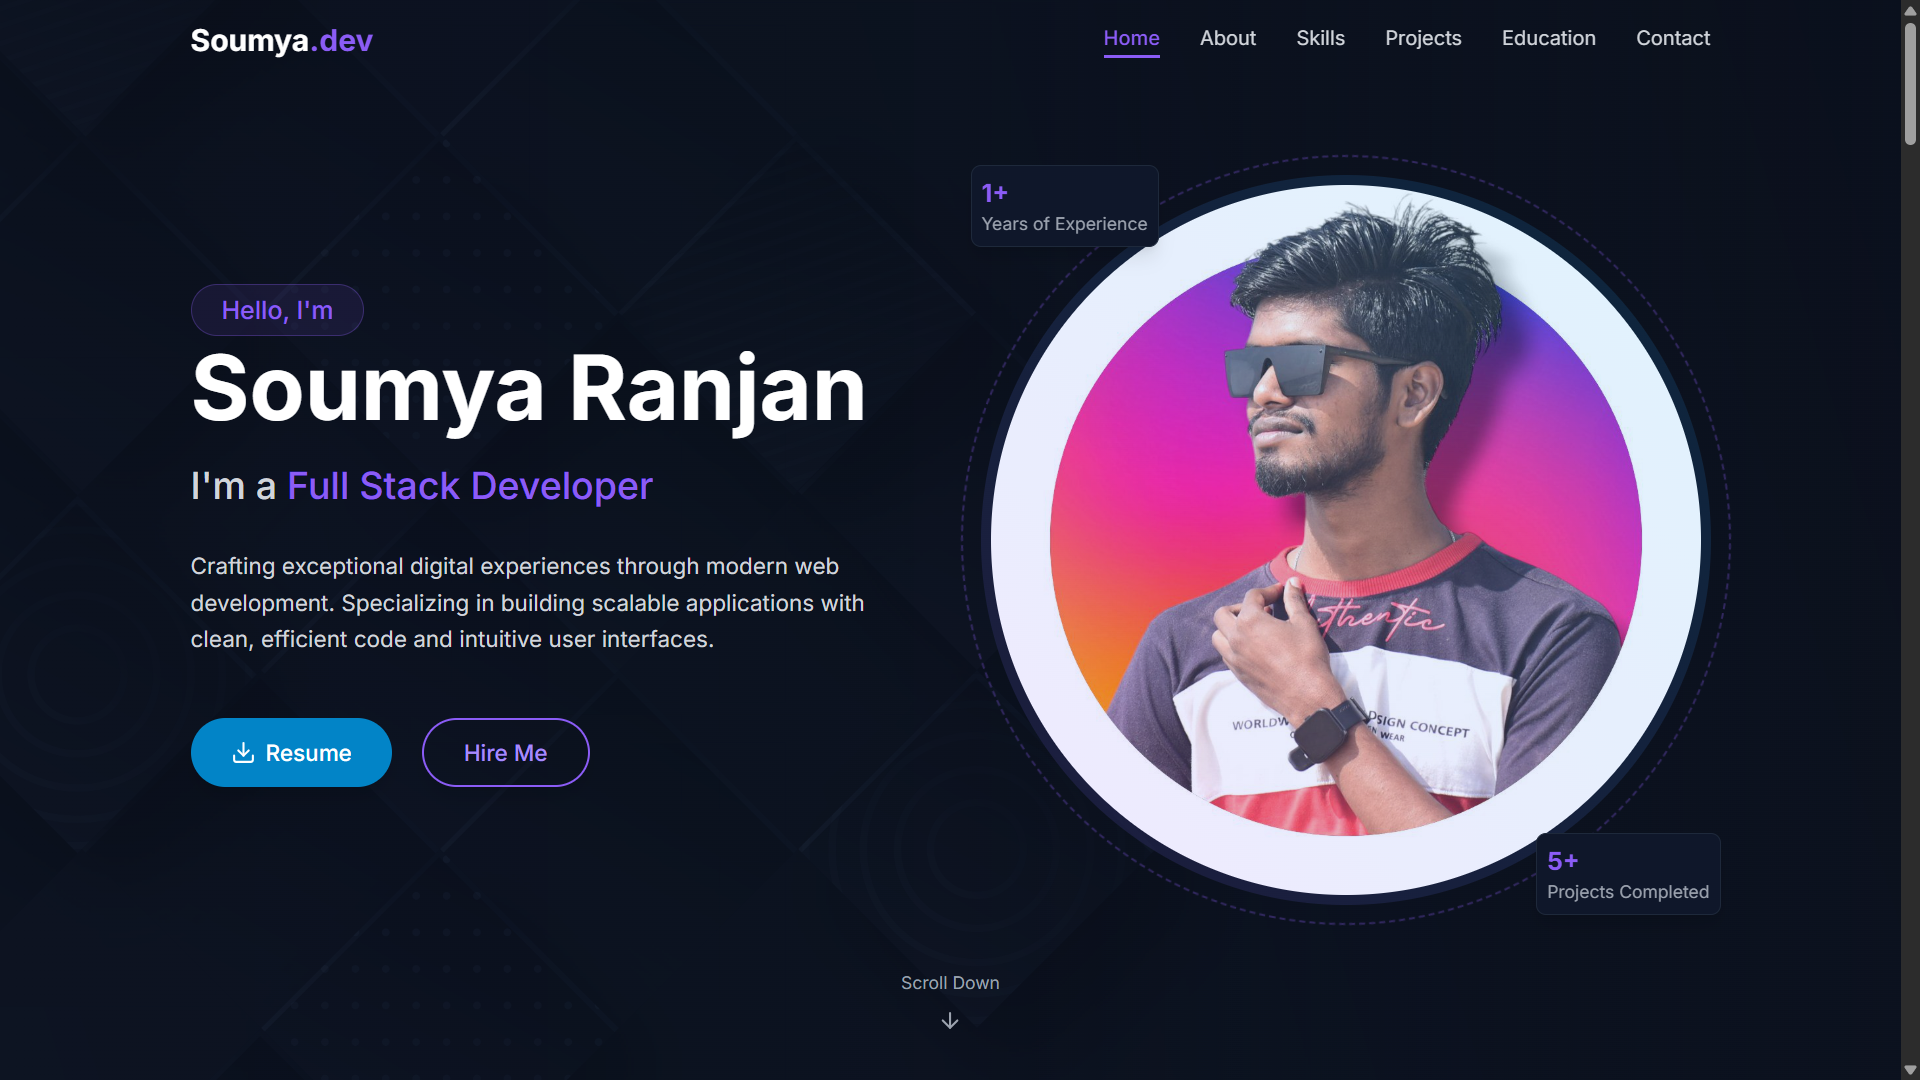 Soumya.dev
Home
About
Skills
Projects
Education
Contact
1+
Years of Experience
Hello, I'm
Soumya Ranjan
I'm a Full Stack Developer
Crafting exceptional digital experiences through modern web
development. Specializing in building scalable applications with
clean, efficient code and intuitive user interfaces.
Resume
Hire Me
DSIGN CONCEPT
WEAR
5+
Projects Completed
Scroll Down